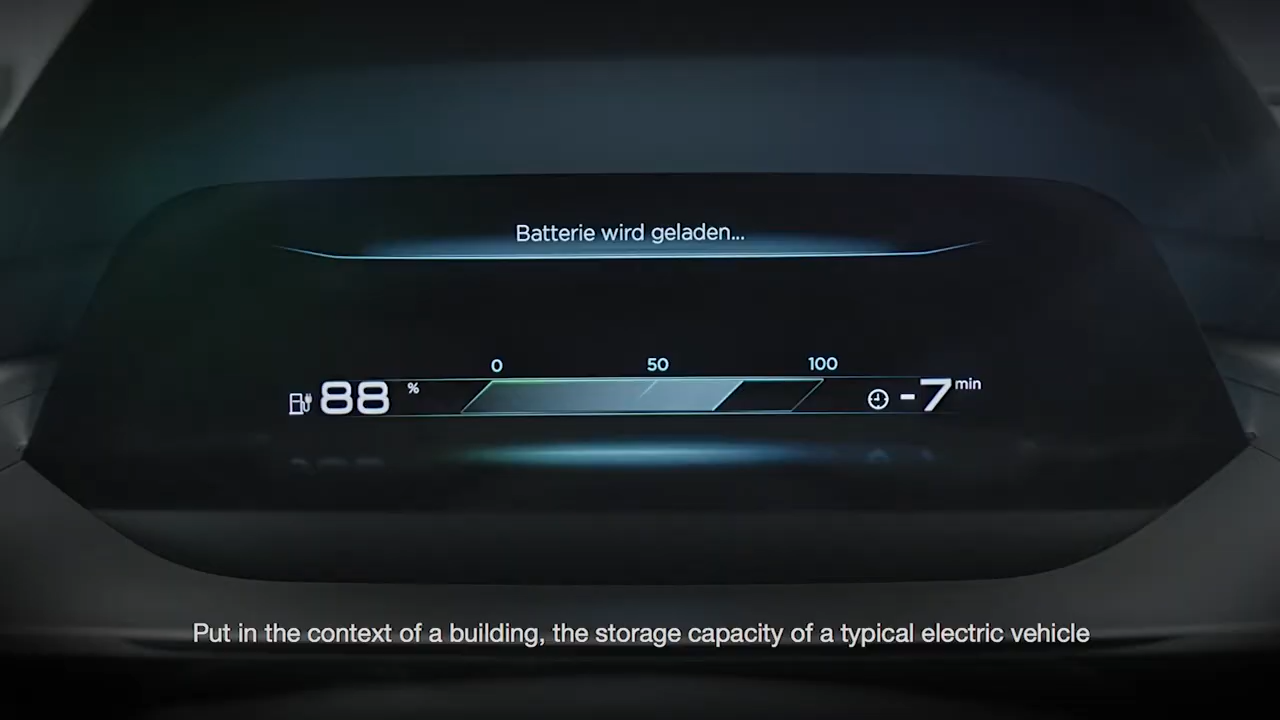 Batterie wird geladen...
0 50 100
88 % -7 min
Put in the context of a building, the storage capacity of a typical electric vehicle